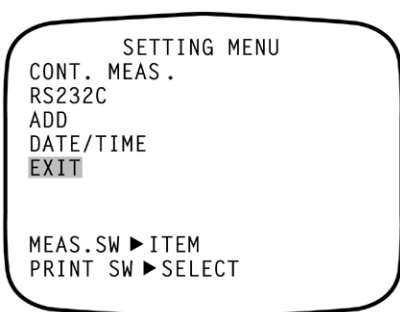 SETTING MENU
CONT. MEAS.
RS232C
ADD
DATE/TIME
EXIT
MEAS.SW ▶ ITEM
PRINT SW ▶ SELECT